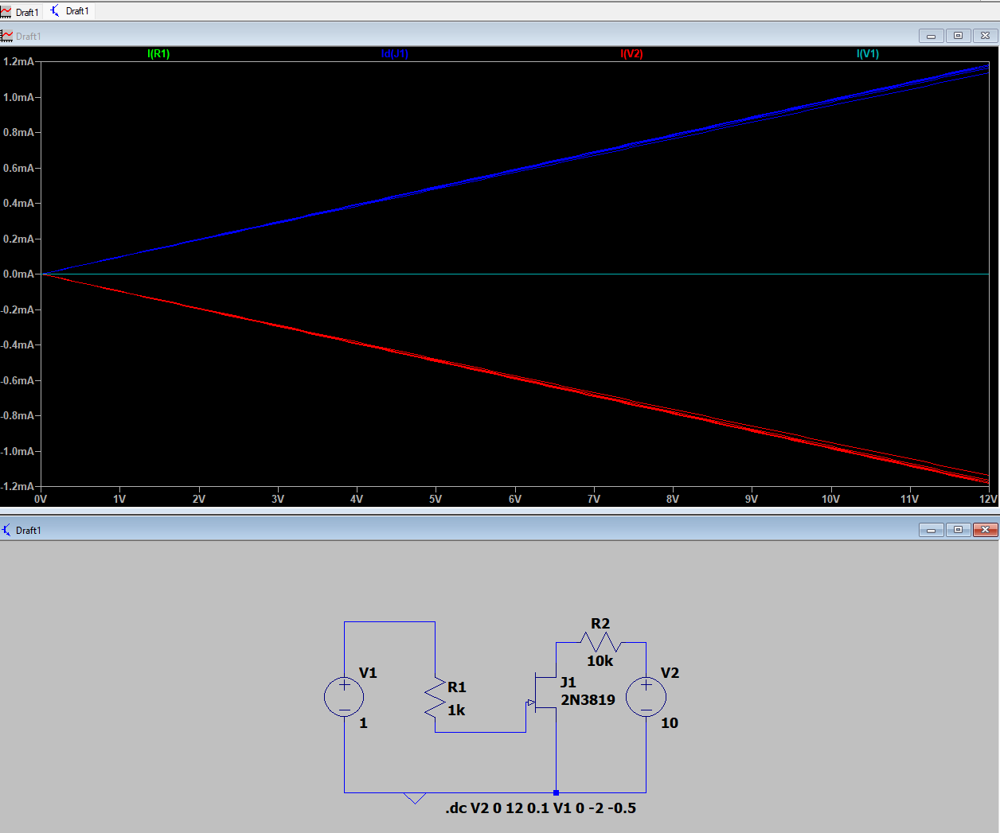 Draft1 Draft1
Draft1
I(R1) Id(J1) I(V2) I(V1)
1.2mA
1.0mA
0.8mA
0.6mA
0.4mA
0.2mA
0.0mA
-0.2mA
-0.4mA
-0.6mA
-0.8mA
-1.0mA
-1.2mA
0V 1V 2V 3V 4V 5V 6V 7V 8V 9V 10V 11V 12V
Draft1
R2
10k
V1
1
R1
1k
J1
2N3819
V2
10
.dc V2 0 12 0.1 V1 0 -2 -0.5